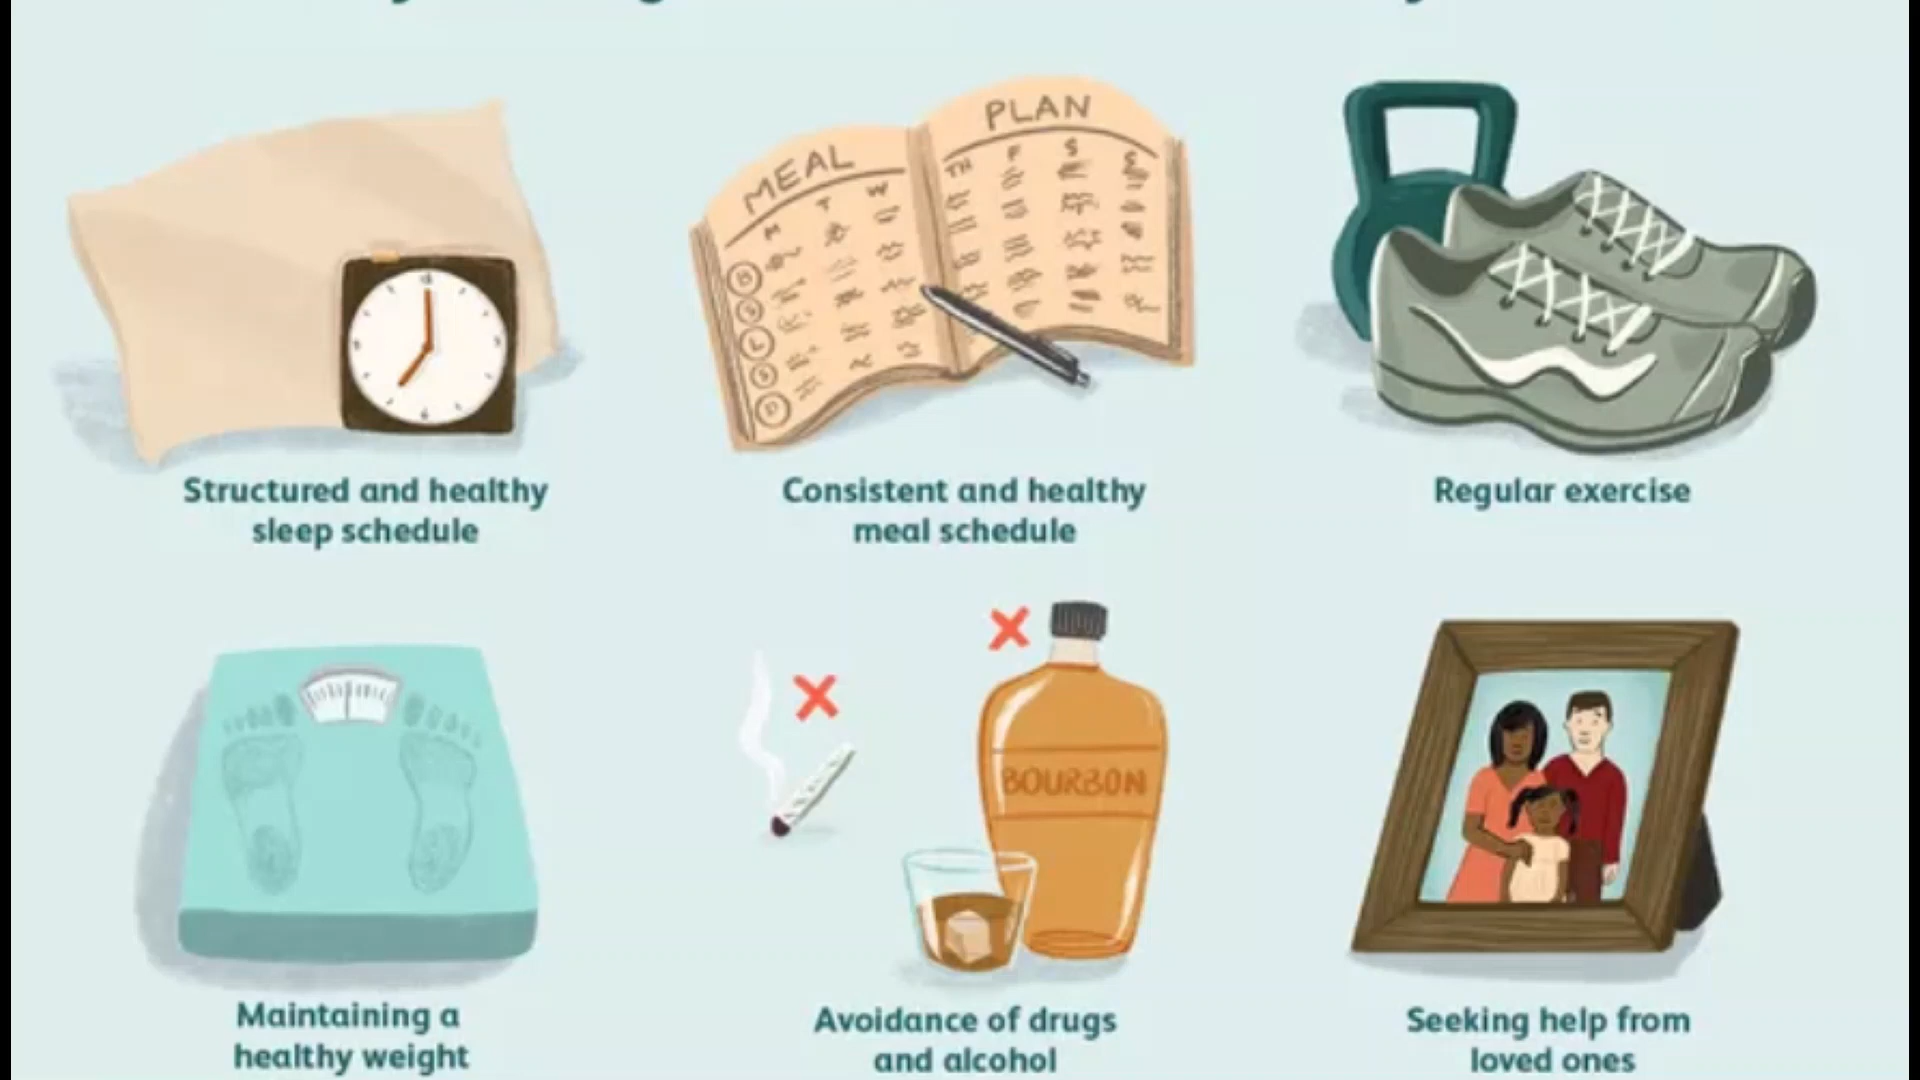 MEAL
PLAN
M T W
TH F S S
B
S
L
S
D
Structured and healthy
sleep schedule
Consistent and healthy
meal schedule
Regular exercise
BOURBON
Maintaining a
healthy weight
Avoidance of drugs
and alcohol
Seeking help from
loved ones